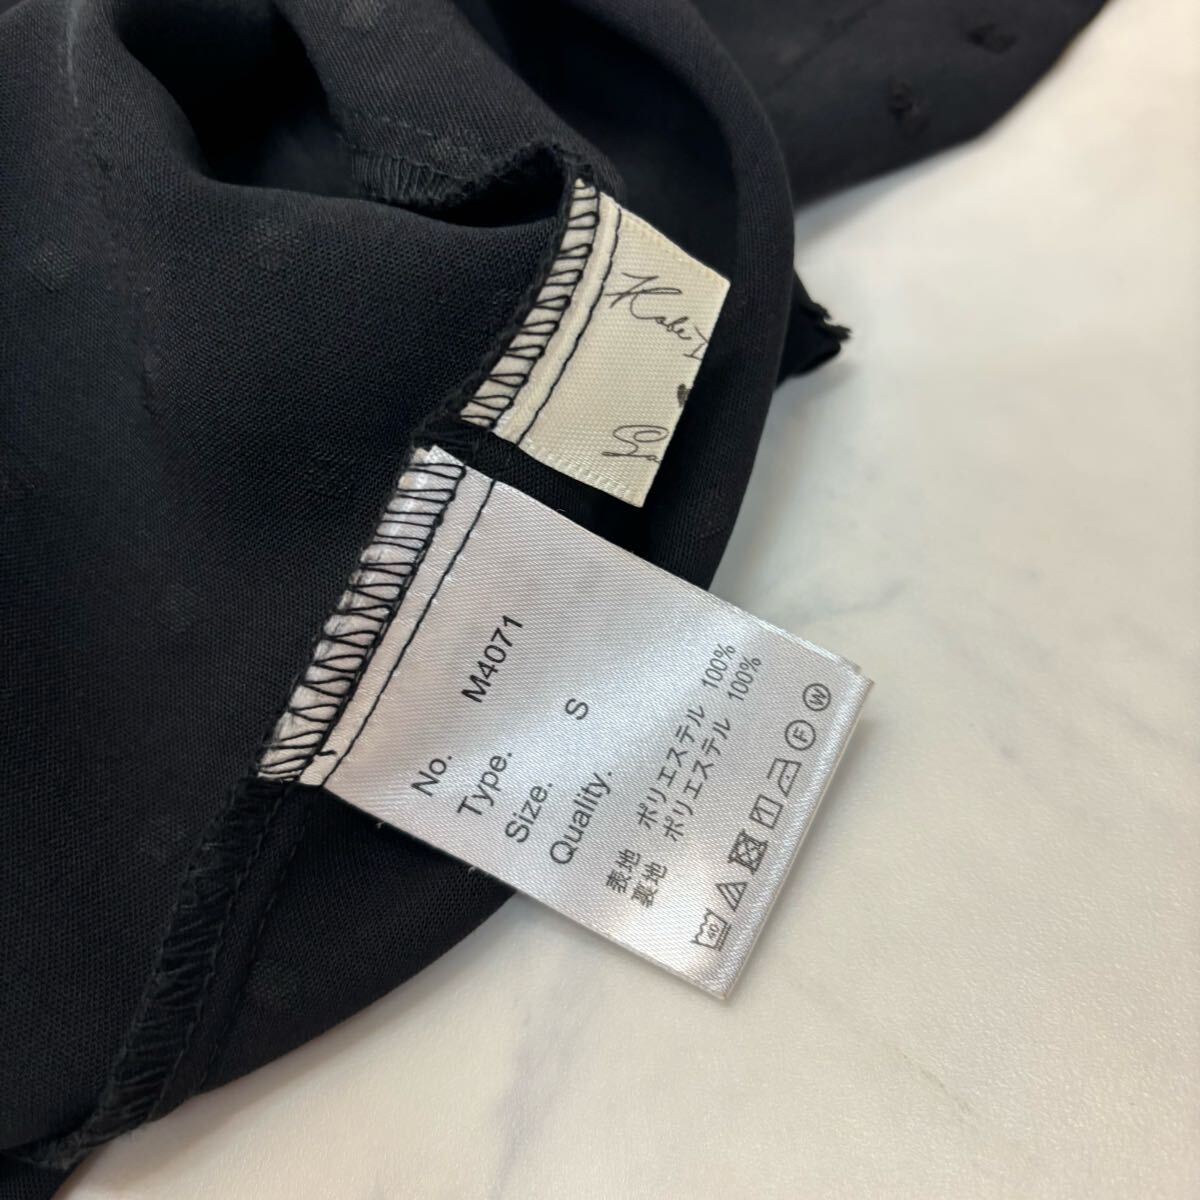 No. M4071
Type.
Size. S
Quality.
表地 ポリエステル 100%
裏地 ポリエステル 100%
40
F W